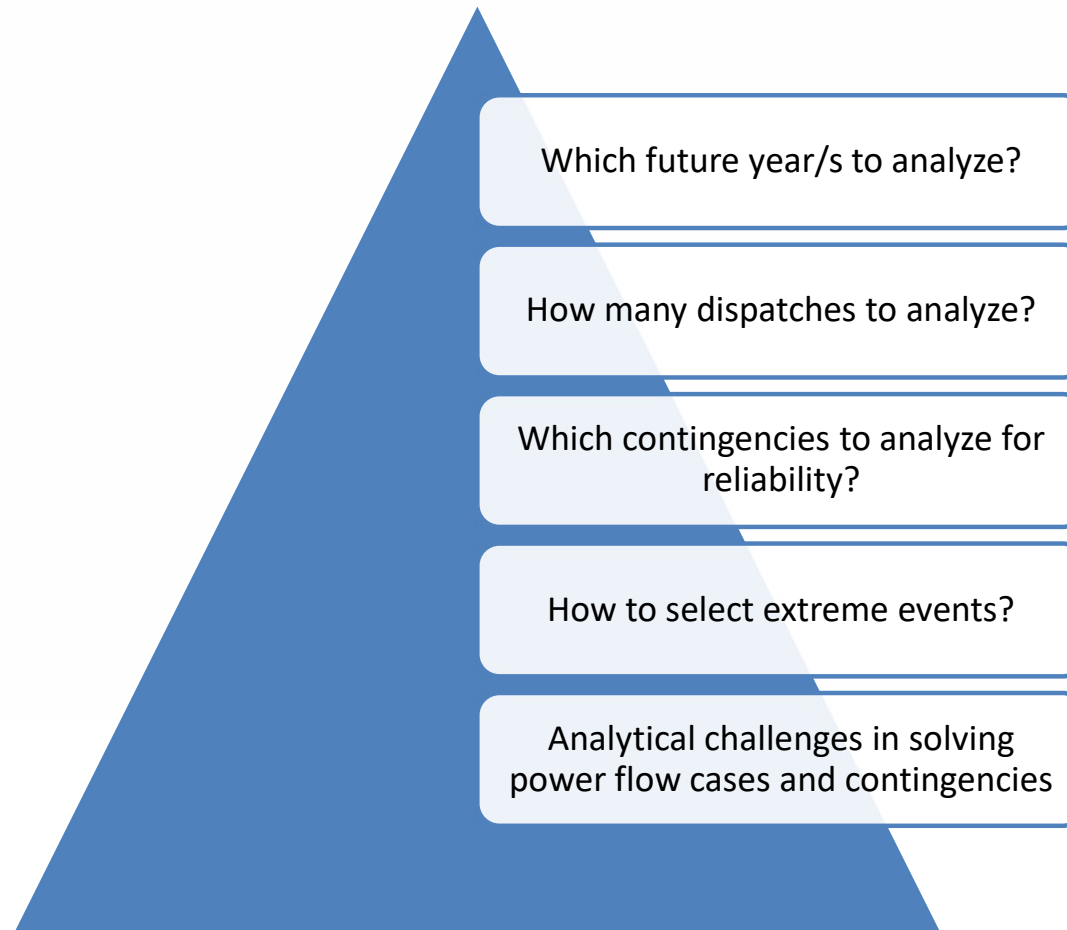 Which future year/s to analyze?
How many dispatches to analyze?
Which contingencies to analyze for
reliability?
How to select extreme events?
Analytical challenges in solving
power flow cases and contingencies